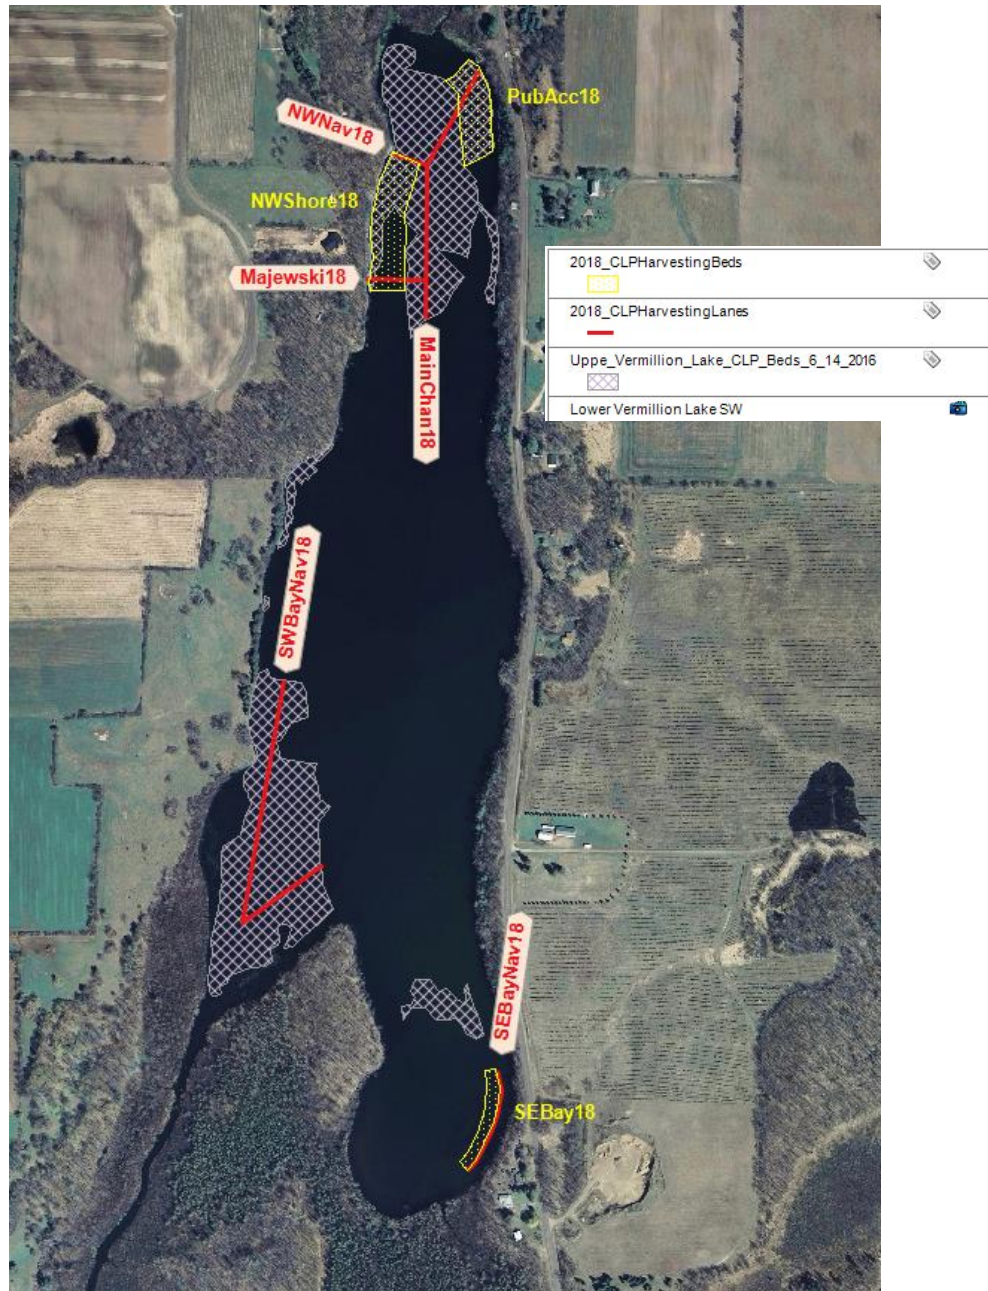 PubAcc18
NWNav18
NWShore18
Majewski18
MainChan18
2018_CLPHarvestingBeds
2018_CLPHarvestingLanes
Uppe_Vermillion_Lake_CLP_Beds_6_14_2016
Lower Vermillion Lake SW
SWBayNav18
SEBayNav18
SEBay18